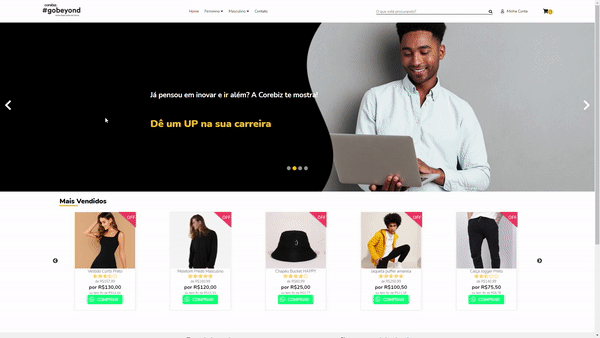 corebiz
#gobeyond
Home Feminino ▾ Masculino ▾ Contato
O que está procurando?
Minha Conta
Já pensou em inovar e ir além? A Corebiz te mostra!
Dê um UP na sua carreira
Mais Vendidos
OFF
OFF
OFF
OFF
OFF
Vestido Curto Preto
por R$130,00
COMPRAR
Moletom Preto Masculino
por R$120,00
COMPRAR
Chapéu Bucket HAPPY
por R$25,00
COMPRAR
Jaqueta puffer amarela
por R$100,50
COMPRAR
Calça Jogger Preta
por R$75,50
COMPRAR